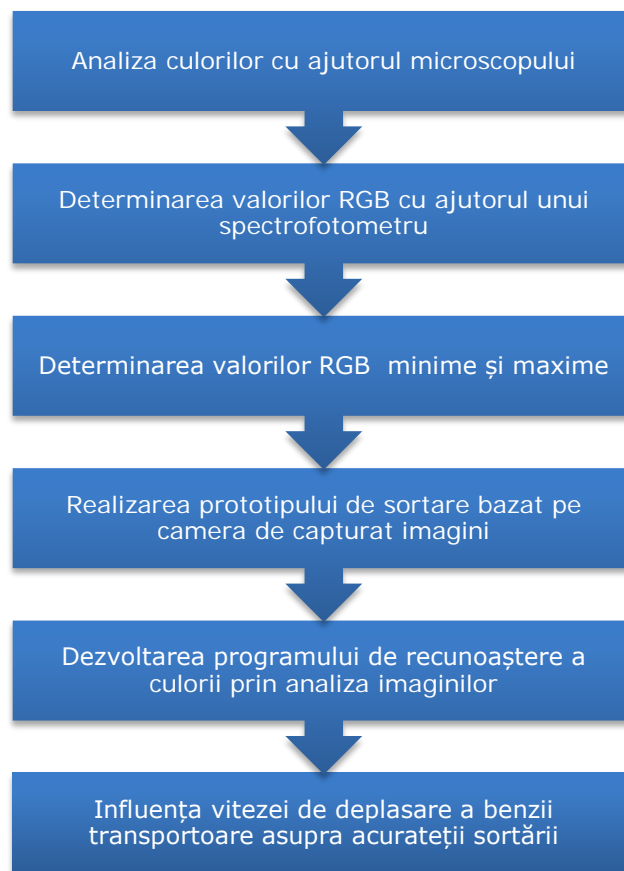 Analiza culorilor cu ajutorul microscopului
Determinarea valorilor RGB cu ajutorul unui
spectrofotometru
Determinarea valorilor RGB minime și maxime
Realizarea prototipului de sortare bazat pe
camera de capturat imagini
Dezvoltarea programului de recunoaștere a
culorii prin analiza imaginilor
Influența vitezei de deplasare a benzii
transportoare asupra acurateții sortării